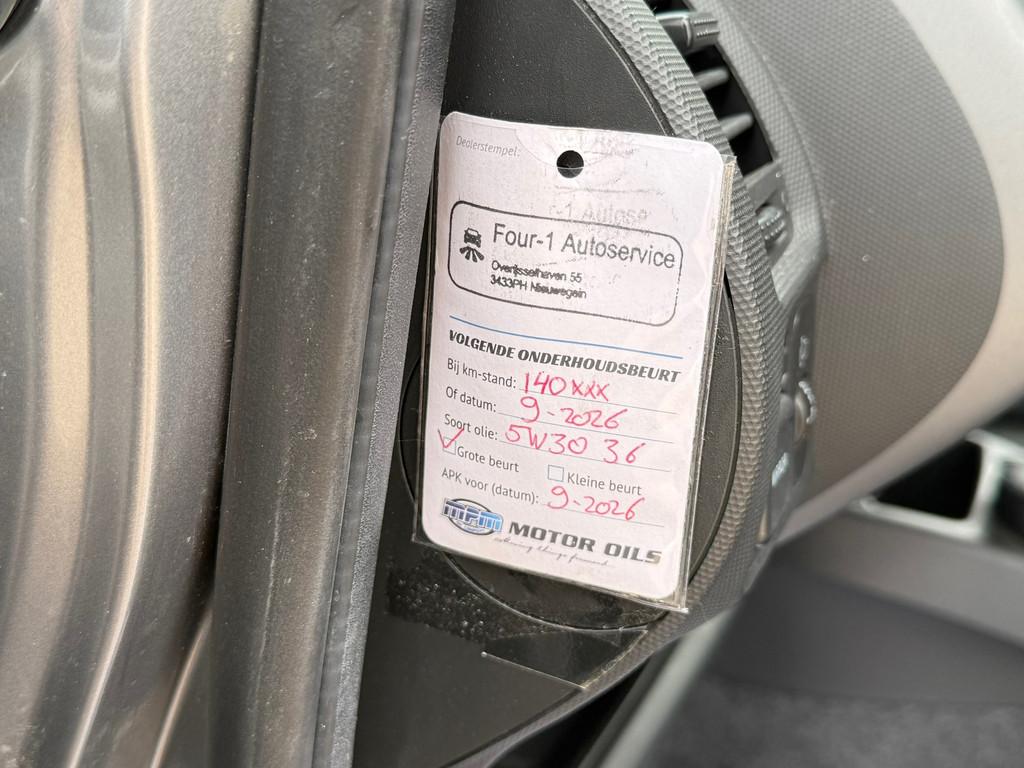 Dealerstempel:
Four-1 Autoservice
Overijsselhaven 55
3433PH Nieuwegein
VOLGENDE ONDERHOUDSBEURT
Bij km-stand: 140xxx
Of datum: 9-2026
Soort olie: 5W30 36
Grote beurt Kleine beurt
APK voor (datum): 9-2026
MPM MOTOR OILS